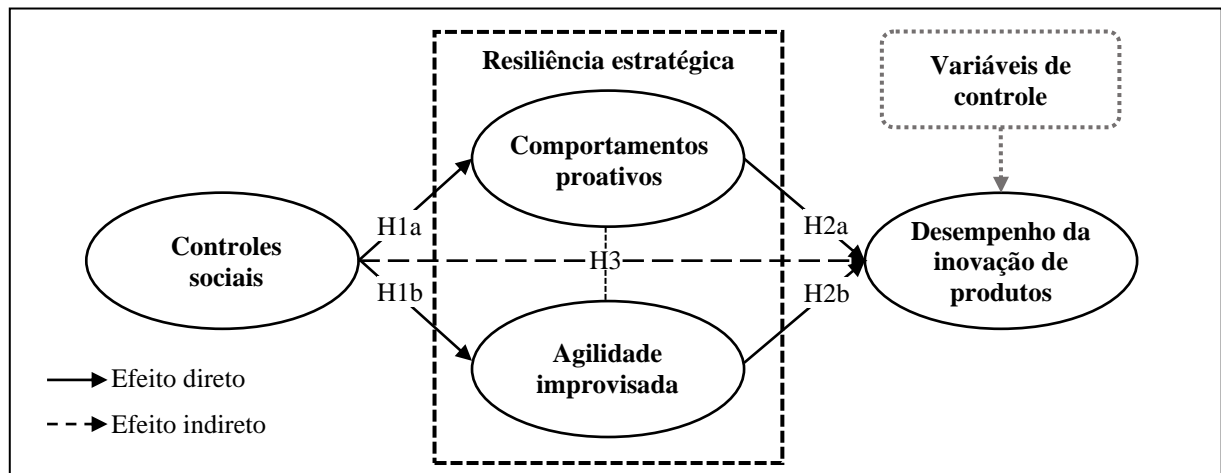 Resiliência estratégica
Variáveis de
controle
Comportamentos
proativos
H1a
H2a
Controles
sociais
H3
Desempenho da
inovação de
produtos
H1b
H2b
Agilidade
improvisada
Efeito direto
Efeito indireto